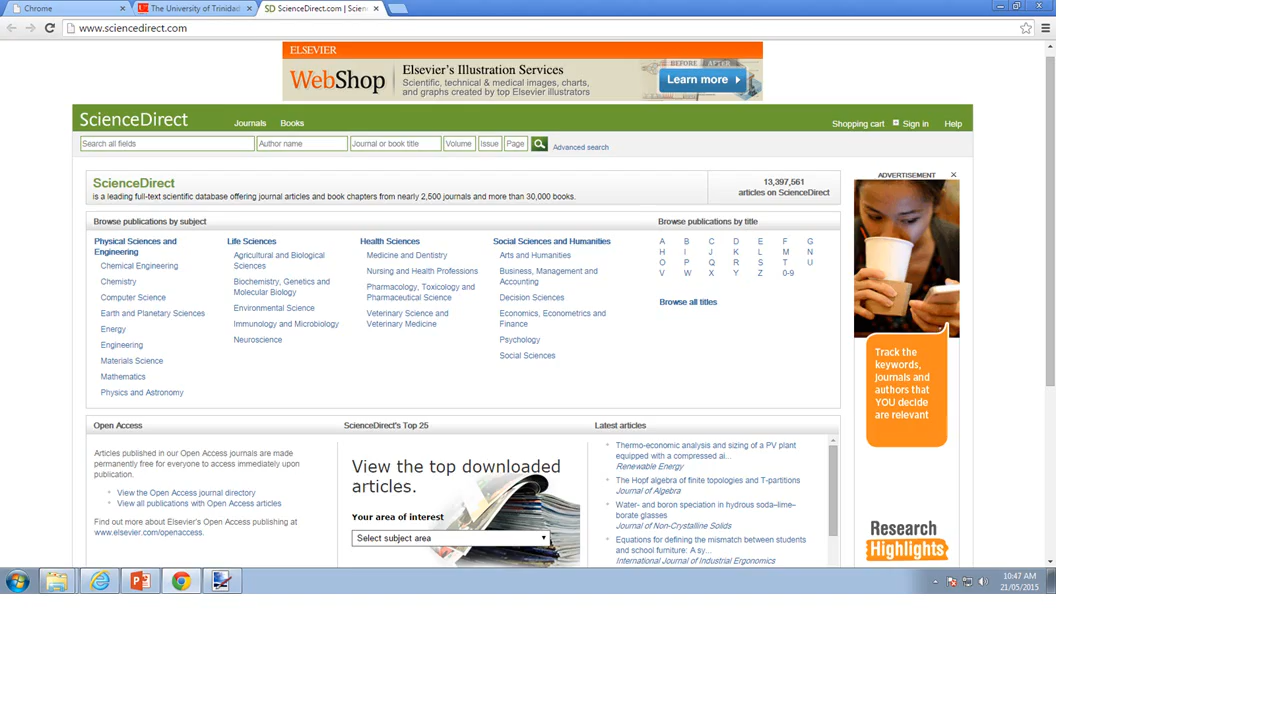 Chrome
The University of Trinidad
ScienceDirect.com | Scien
www.sciencedirect.com
ELSEVIER
WebShop
Elsevier's Illustration Services
Scientific, technical & medical images, charts,
and graphs created by top Elsevier illustrators
BEFORE AFTER
Learn more
ScienceDirect
Journals Books
Shopping cart Sign in Help
Search all fields Author name Journal or book title Volume Issue Page Advanced search
ScienceDirect
is a leading full-text scientific database offering journal articles and book chapters from nearly 2,500 journals and more than 30,000 books.
13,397,561
articles on ScienceDirect
Browse publications by subject
Physical Sciences and
Engineering
Chemical Engineering
Chemistry
Computer Science
Earth and Planetary Sciences
Energy
Engineering
Materials Science
Mathematics
Physics and Astronomy
Life Sciences
Agricultural and Biological
Sciences
Biochemistry, Genetics and
Molecular Biology
Environmental Science
Immunology and Microbiology
Neuroscience
Health Sciences
Medicine and Dentistry
Nursing and Health Professions
Pharmacology, Toxicology and
Pharmaceutical Science
Veterinary Science and
Veterinary Medicine
Social Sciences and Humanities
Arts and Humanities
Business, Management and
Accounting
Decision Sciences
Economics, Econometrics and
Finance
Psychology
Social Sciences
Browse publications by title
A B C D E F G
H I J K L M N
O P Q R S T U
V W X Y Z 0-9
Browse all titles
ADVERTISEMENT
Track the
keywords,
journals and
authors that
YOU decide
are relevant
Research
Highlights
Open Access
Articles published in our Open Access journals are made
permanently free for everyone to access immediately upon
publication.
View the Open Access journal directory
View all publications with Open Access articles
Find out more about Elsevier's Open Access publishing at
www.elsevier.com/openaccess.
ScienceDirect's Top 25
View the top downloaded
articles.
Your area of interest
Select subject area
Latest articles
Thermo-economic analysis and sizing of a PV plant
equipped with a compressed ai...
Renewable Energy
The Hopf algebra of finite topologies and T-partitions
Journal of Algebra
Water- and boron speciation in hydrous soda–lime–
borate glasses
Journal of Non-Crystalline Solids
Equations for defining the mismatch between students
and school furniture: A sy...
International Journal of Industrial Ergonomics
10:47 AM
21/05/2015